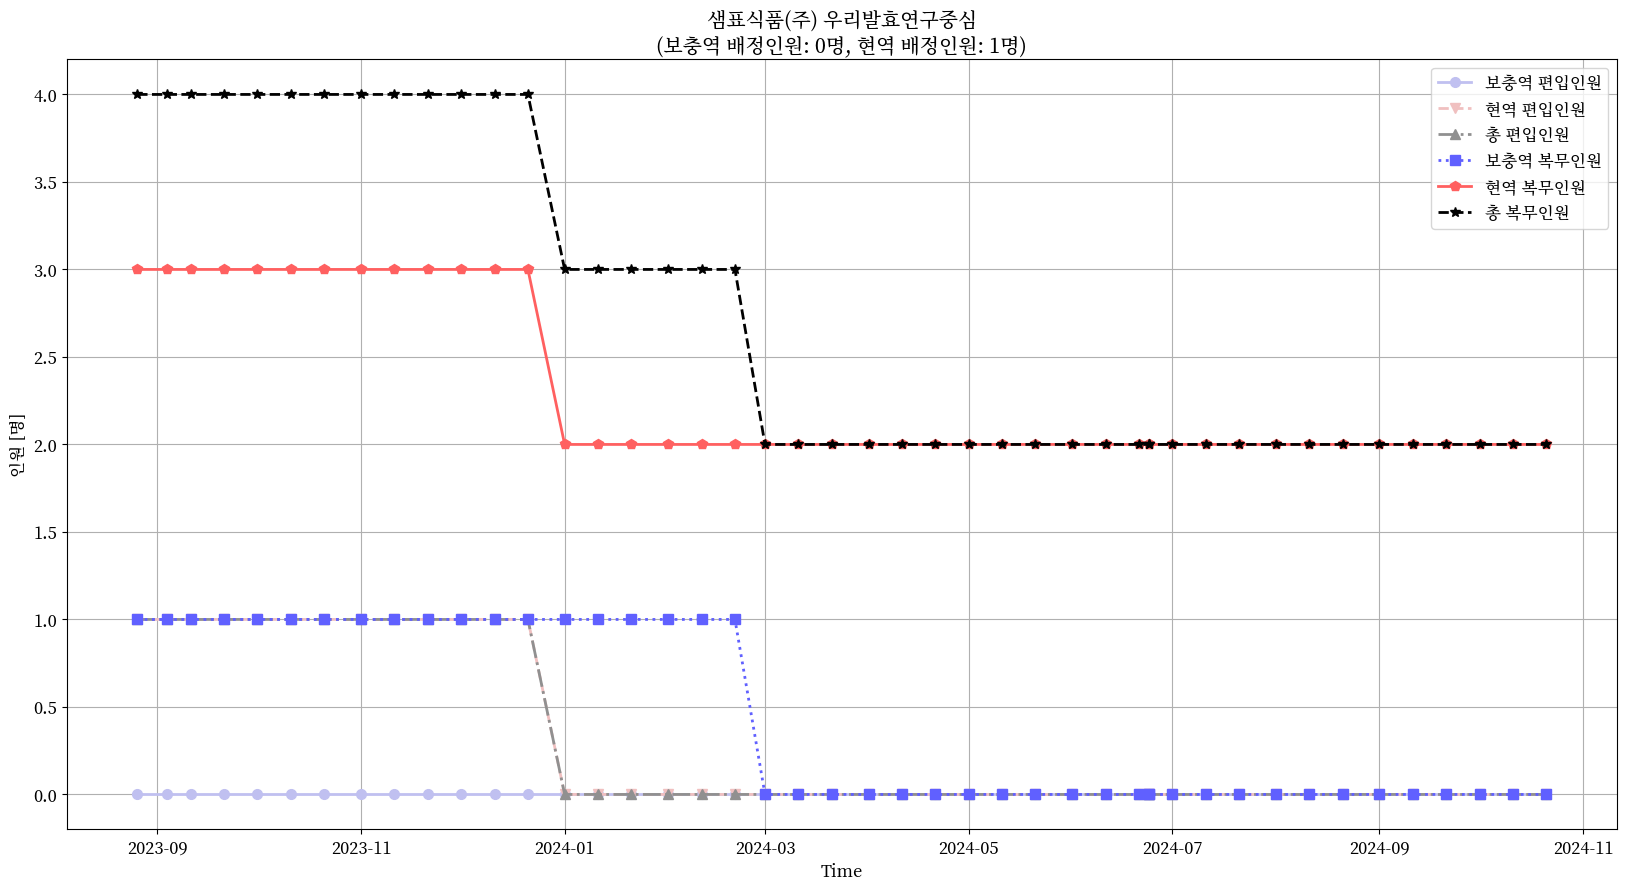 샘표식품(주) 우리발효연구중심
(보충역 배정인원: 0명, 현역 배정인원: 1명)
보충역 편입인원
현역 편입인원
총 편입인원
보충역 복무인원
현역 복무인원
총 복무인원
인원 [명]
4.0
3.5
3.0
2.5
2.0
1.5
1.0
0.5
0.0
2023-09 2023-11 2024-01 2024-03 2024-05 2024-07 2024-09 2024-11
Time